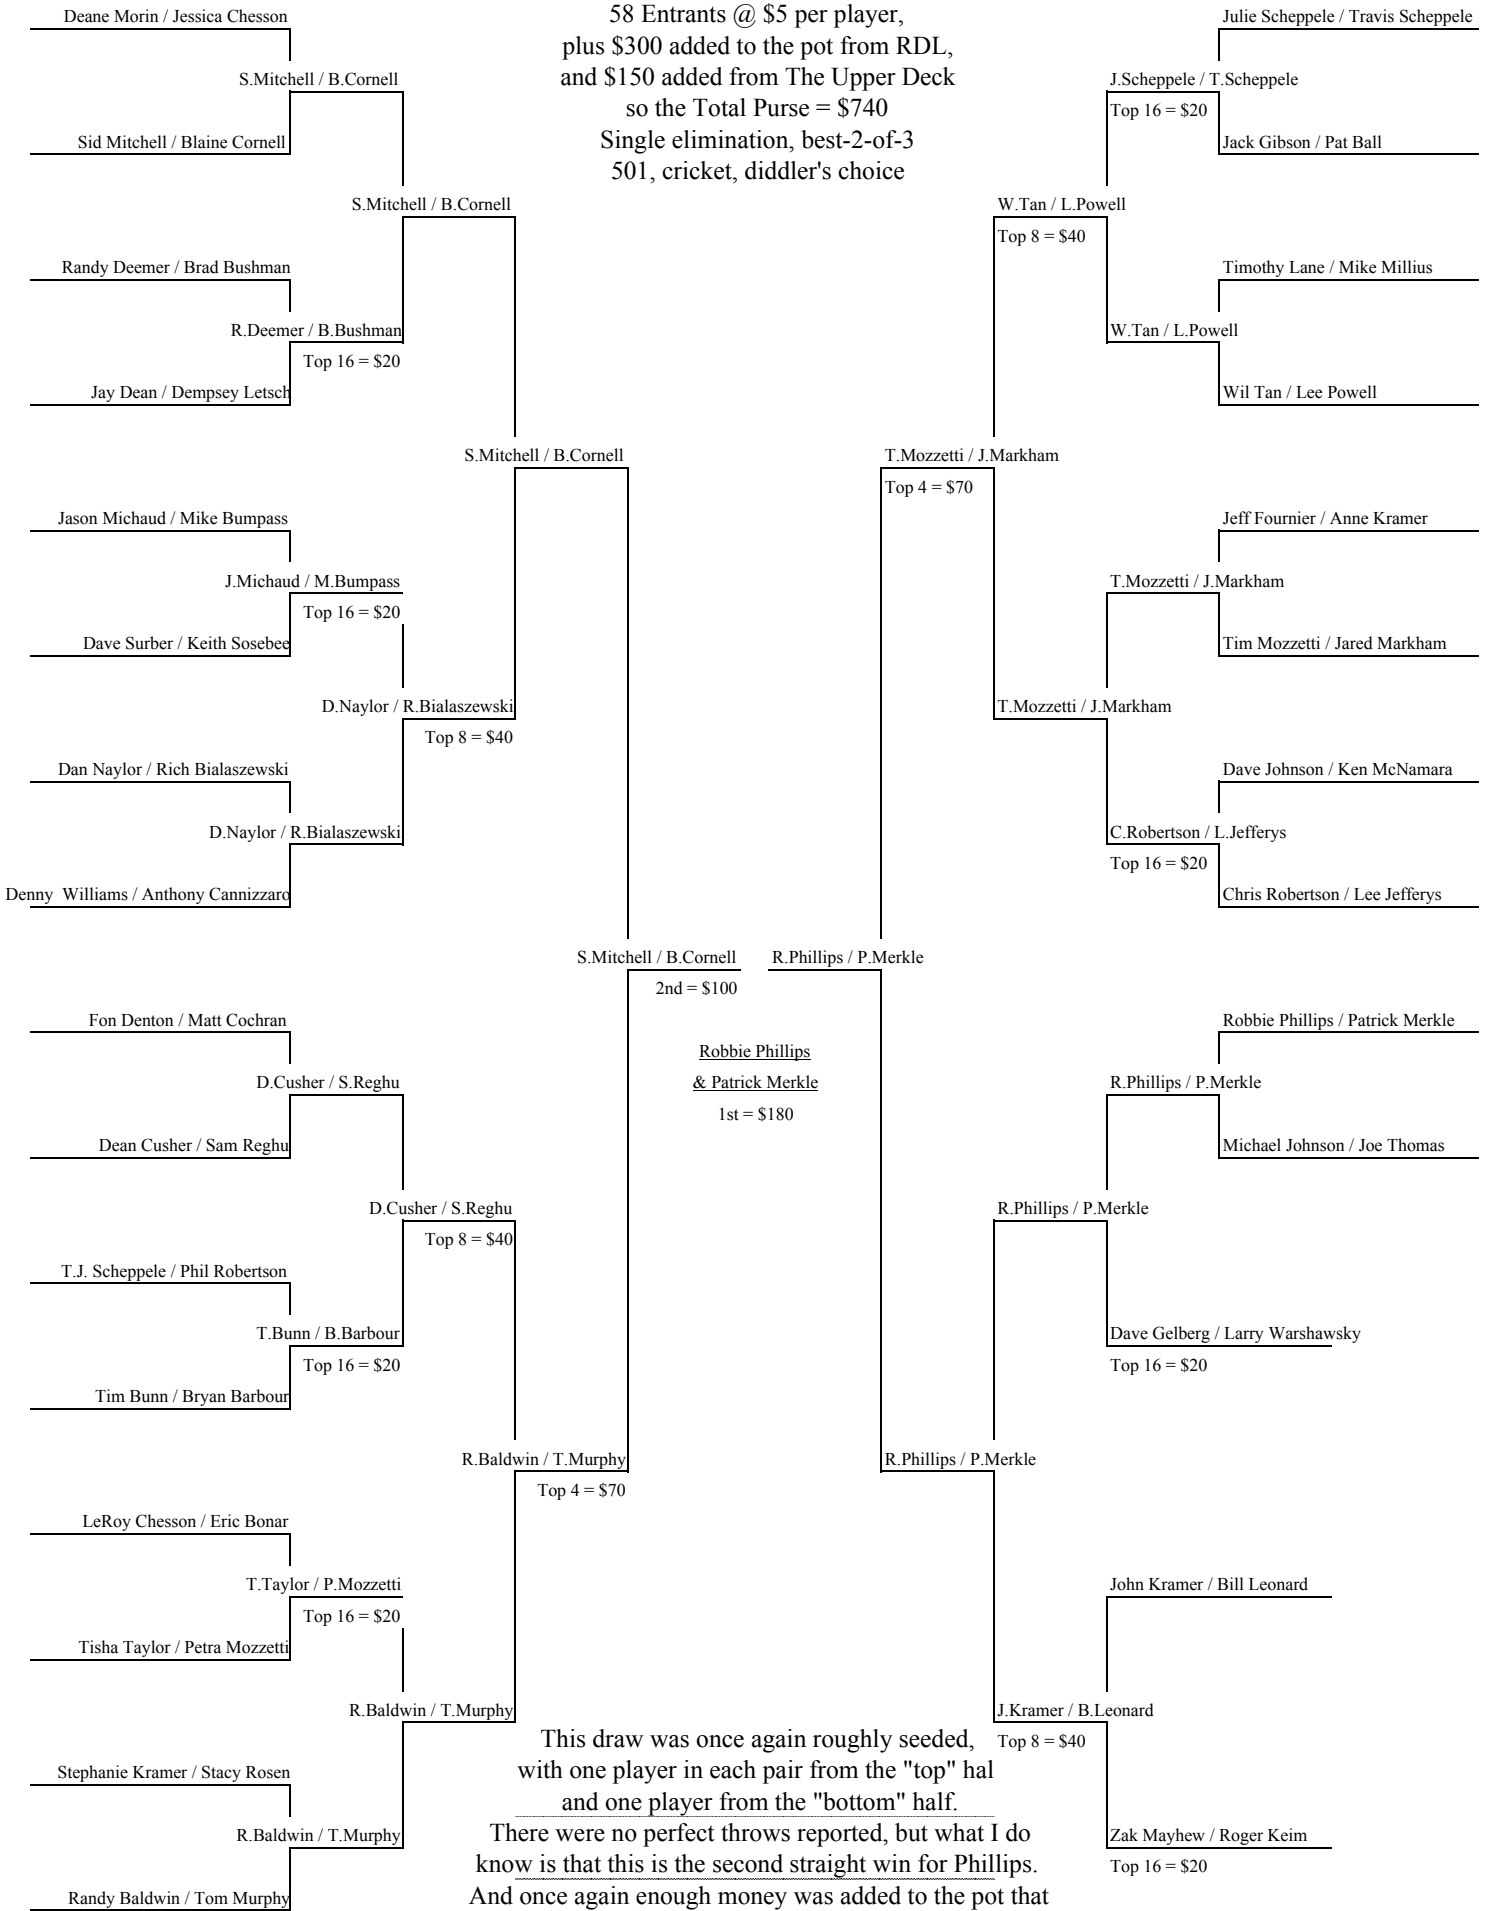 58 Entrants @ $5 per player,
plus $300 added to the pot from RDL,
and $150 added from The Upper Deck
so the Total Purse = $740
Single elimination, best-2-of-3
501, cricket, diddler's choice
Deane Morin / Jessica Chesson
S.Mitchell / B.Cornell
Sid Mitchell / Blaine Cornell
S.Mitchell / B.Cornell
Randy Deemer / Brad Bushman
R.Deemer / B.Bushman
Top 16 = $20
Jay Dean / Dempsey Letsch
S.Mitchell / B.Cornell
Jason Michaud / Mike Bumpass
J.Michaud / M.Bumpass
Top 16 = $20
Dave Surber / Keith Sosebee
D.Naylor / R.Bialaszewski
Top 8 = $40
Dan Naylor / Rich Bialaszewski
D.Naylor / R.Bialaszewski
Denny  Williams / Anthony Cannizzaro
S.Mitchell / B.Cornell
2nd = $100
Fon Denton / Matt Cochran
D.Cusher / S.Reghu
Dean Cusher / Sam Reghu
D.Cusher / S.Reghu
Top 8 = $40
T.J. Scheppele / Phil Robertson
T.Bunn / B.Barbour
Top 16 = $20
Tim Bunn / Bryan Barbour
R.Baldwin / T.Murphy
Top 4 = $70
LeRoy Chesson / Eric Bonar
T.Taylor / P.Mozzetti
Top 16 = $20
Tisha Taylor / Petra Mozzetti
R.Baldwin / T.Murphy
Stephanie Kramer / Stacy Rosen
R.Baldwin / T.Murphy
Randy Baldwin / Tom Murphy
Robbie Phillips
& Patrick Merkle
1st = $180
Julie Scheppele / Travis Scheppele
J.Scheppele / T.Scheppele
Top 16 = $20
Jack Gibson / Pat Ball
W.Tan / L.Powell
Top 8 = $40
Timothy Lane / Mike Millius
W.Tan / L.Powell
Wil Tan / Lee Powell
T.Mozzetti / J.Markham
Top 4 = $70
Jeff Fournier / Anne Kramer
T.Mozzetti / J.Markham
Tim Mozzetti / Jared Markham
T.Mozzetti / J.Markham
Dave Johnson / Ken McNamara
C.Robertson / L.Jefferys
Top 16 = $20
Chris Robertson / Lee Jefferys
R.Phillips / P.Merkle
Robbie Phillips / Patrick Merkle
R.Phillips / P.Merkle
Michael Johnson / Joe Thomas
R.Phillips / P.Merkle
Dave Gelberg / Larry Warshawsky
Top 16 = $20
R.Phillips / P.Merkle
John Kramer / Bill Leonard
J.Kramer / B.Leonard
Top 8 = $40
Zak Mayhew / Roger Keim
Top 16 = $20
This draw was once again roughly seeded,
with one player in each pair from the "top" hal
and one player from the "bottom" half.
There were no perfect throws reported, but what I do
know is that this is the second straight win for Phillips.
And once again enough money was added to the pot that